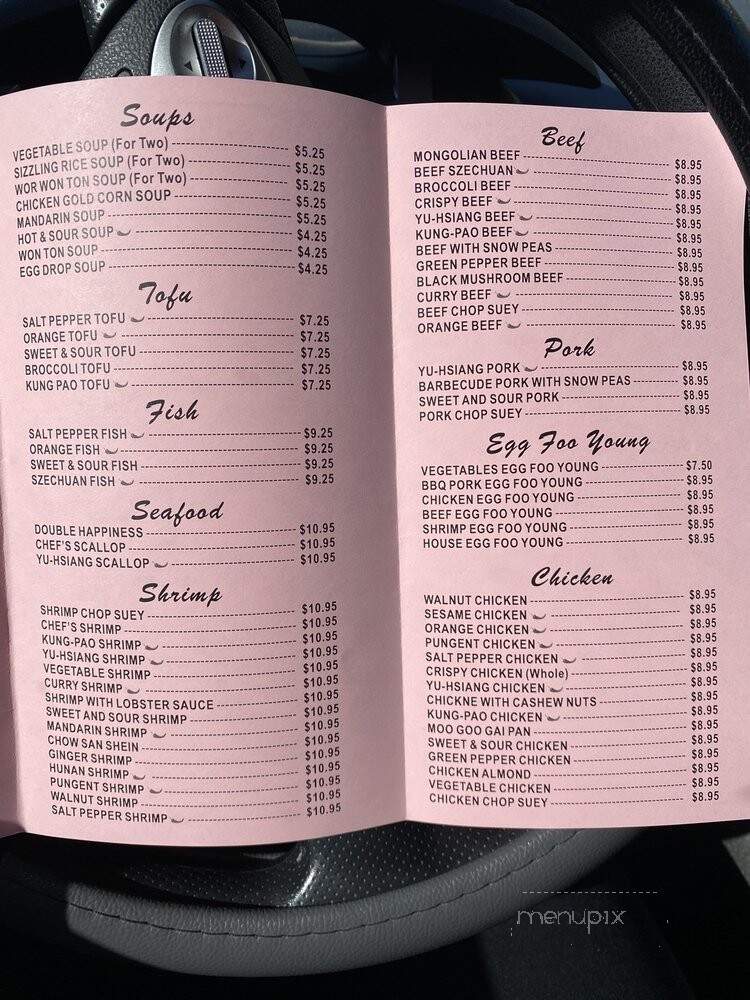 Soups
VEGETABLE SOUP (For Two) $5.25
SIZZLING RICE SOUP (For Two) $5.25
WOR WON TON SOUP (For Two) $5.25
CHICKEN GOLD CORN SOUP $5.25
MANDARIN SOUP $5.25
HOT & SOUR SOUP $4.25
WON TON SOUP $4.25
EGG DROP SOUP $4.25
Tofu
SALT PEPPER TOFU $7.25
ORANGE TOFU $7.25
SWEET & SOUR TOFU $7.25
BROCCOLI TOFU $7.25
KUNG PAO TOFU $7.25
Fish
SALT PEPPER FISH $9.25
ORANGE FISH $9.25
SWEET & SOUR FISH $9.25
SZECHUAN FISH $9.25
Seafood
DOUBLE HAPPINESS $10.95
CHEF'S SCALLOP $10.95
YU-HSIANG SCALLOP $10.95
Shrimp
SHRIMP CHOP SUEY $10.95
CHEF'S SHRIMP $10.95
KUNG-PAO SHRIMP $10.95
YU-HSIANG SHRIMP $10.95
VEGETABLE SHRIMP $10.95
CURRY SHRIMP $10.95
SHRIMP WITH LOBSTER SAUCE $10.95
SWEET AND SOUR SHRIMP $10.95
MANDARIN SHRIMP $10.95
CHOW SAN SHEIN $10.95
GINGER SHRIMP $10.95
HUNAN SHRIMP $10.95
PUNGENT SHRIMP $10.95
WALNUT SHRIMP $10.95
SALT PEPPER SHRIMP $10.95
Beef
MONGOLIAN BEEF $8.95
BEEF SZECHUAN $8.95
BROCCOLI BEEF $8.95
CRISPY BEEF $8.95
YU-HSIANG BEEF $8.95
KUNG-PAO BEEF $8.95
BEEF WITH SNOW PEAS $8.95
GREEN PEPPER BEEF $8.95
BLACK MUSHROOM BEEF $8.95
CURRY BEEF $8.95
BEEF CHOP SUEY $8.95
ORANGE BEEF $8.95
Pork
YU-HSIANG PORK $8.95
BARBECUDE PORK WITH SNOW PEAS $8.95
SWEET AND SOUR PORK $8.95
PORK CHOP SUEY $8.95
Egg Foo Young
VEGETABLES EGG FOO YOUNG $7.50
BBQ PORK EGG FOO YOUNG $8.95
CHICKEN EGG FOO YOUNG $8.95
BEEF EGG FOO YOUNG $8.95
SHRIMP EGG FOO YOUNG $8.95
HOUSE EGG FOO YOUNG $8.95
Chicken
WALNUT CHICKEN $8.95
SESAME CHICKEN $8.95
ORANGE CHICKEN $8.95
PUNGENT CHICKEN $8.95
SALT PEPPER CHICKEN $8.95
CRISPY CHICKEN (Whole) $8.95
YU-HSIANG CHICKEN $8.95
CHICKNE WITH CASHEW NUTS $8.95
KUNG-PAO CHICKEN $8.95
MOO GOO GAI PAN $8.95
SWEET & SOUR CHICKEN $8.95
GREEN PEPPER CHICKEN $8.95
CHICKEN ALMOND $8.95
VEGETABLE CHICKEN $8.95
CHICKEN CHOP SUEY $8.95
menupix